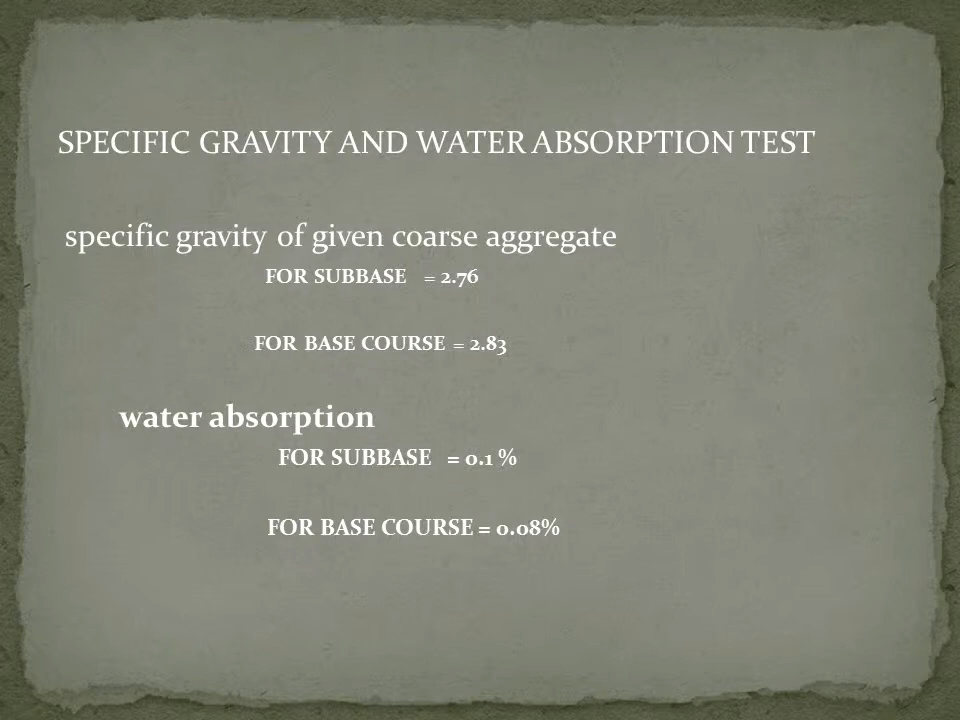 SPECIFIC GRAVITY AND WATER ABSORPTION TEST
specific gravity of given coarse aggregate
FOR SUBBASE = 2.76
FOR BASE COURSE = 2.83
water absorption
FOR SUBBASE = 0.1 %
FOR BASE COURSE = 0.08%